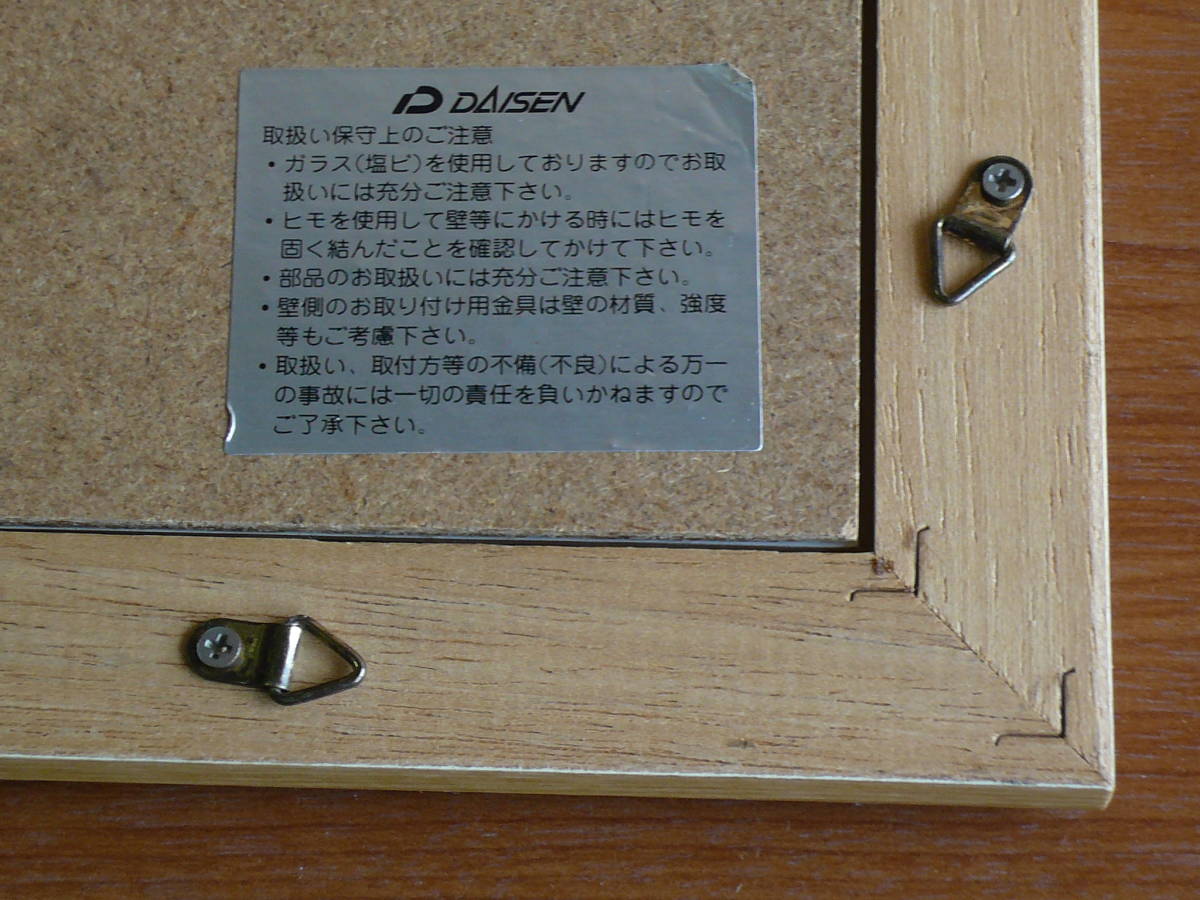 DAISEN
取扱い保守上のご注意
・ガラス(塩ビ)を使用しておりますのでお取
扱いには充分ご注意下さい。
・ヒモを使用して壁等にかける時にはヒモを
固く結んだことを確認してかけて下さい。
・部品のお取扱いには充分ご注意下さい。
・壁側のお取り付け用金具は壁の材質、強度
等もご考慮下さい。
・取扱い、取付方等の不備(不良)による万一
の事故には一切の責任を負いかねますので
ご了承下さい。